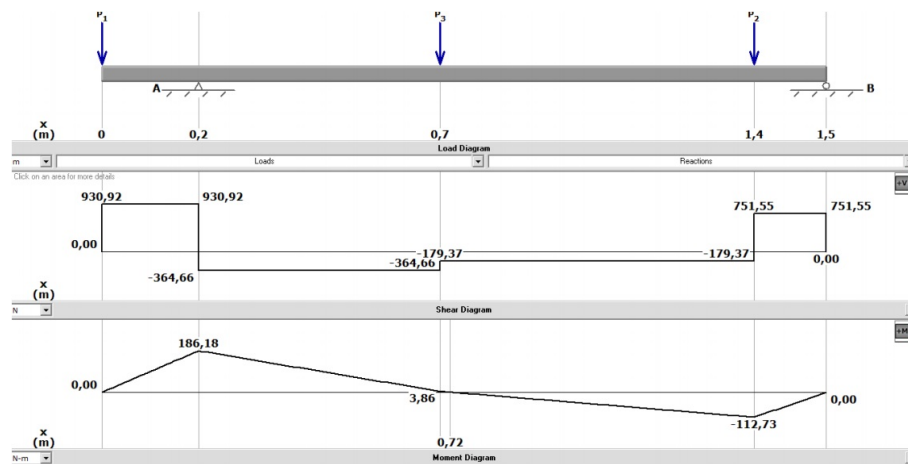 P₁ P₃ P₂
A B
x
(m) 0 0,2 0,7 1,4 1,5
Load Diagram
m Loads Reactions
Click on an area for more details
+V
930,92 930,92 751,55 751,55
0,00 -179,37 -179,37 0,00
-364,66 -364,66
x
(m)
N Shear Diagram
+M
186,18
0,00 3,86 0,00
-112,73
x
(m) 0,72
N-m Moment Diagram